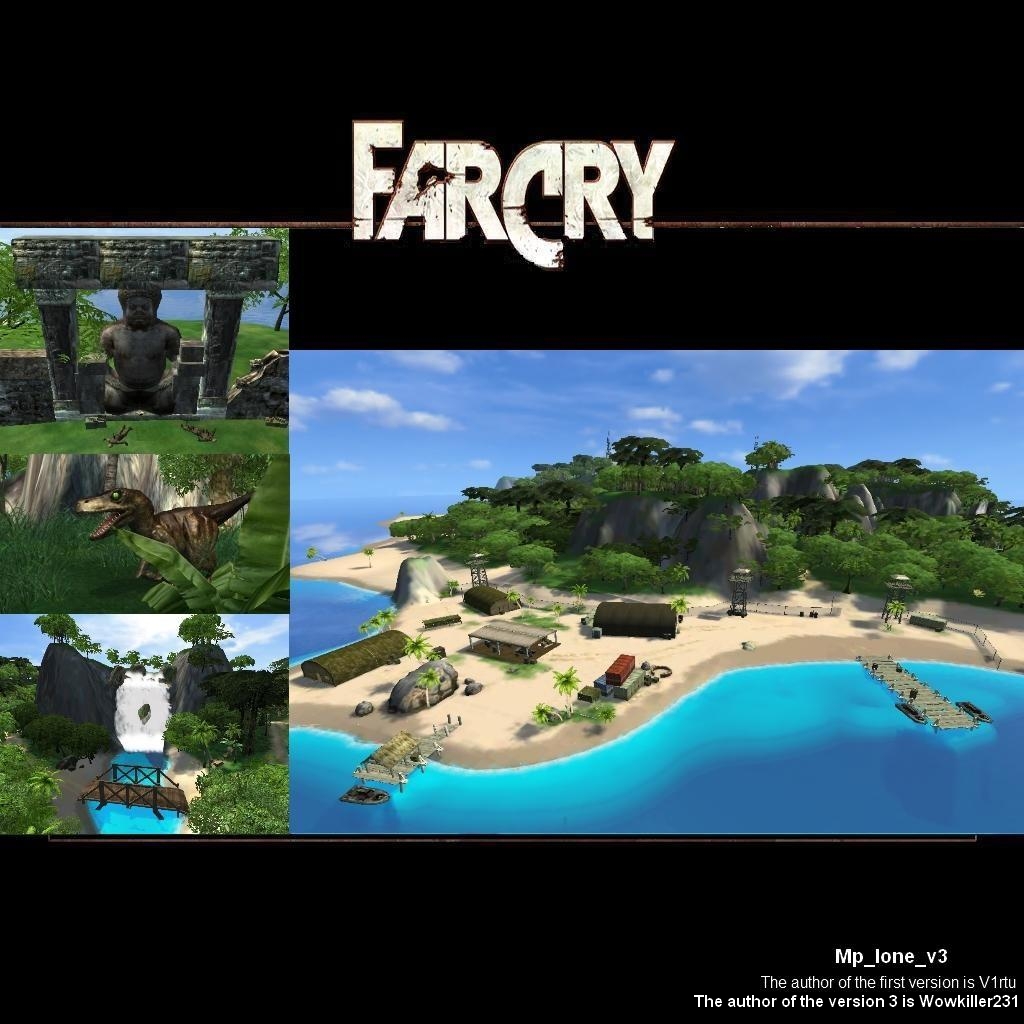 FARCRY
Mp_lone_v3
The author of the first version is V1rtu
The author of the version 3 is Wowkiller231